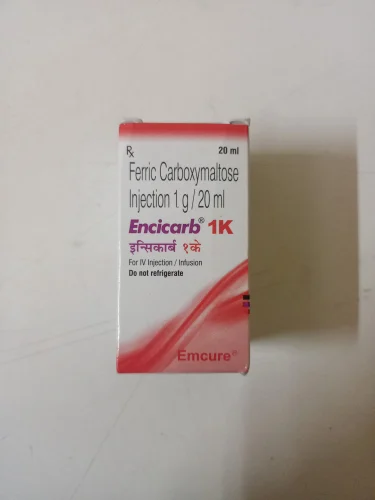 Rx 20 ml
Ferric Carboxymaltose
Injection 1 g / 20 ml
Encicarb® 1K
इन्सिकार्ब १के
For IV Injection / Infusion
Do not refrigerate
Emcure®